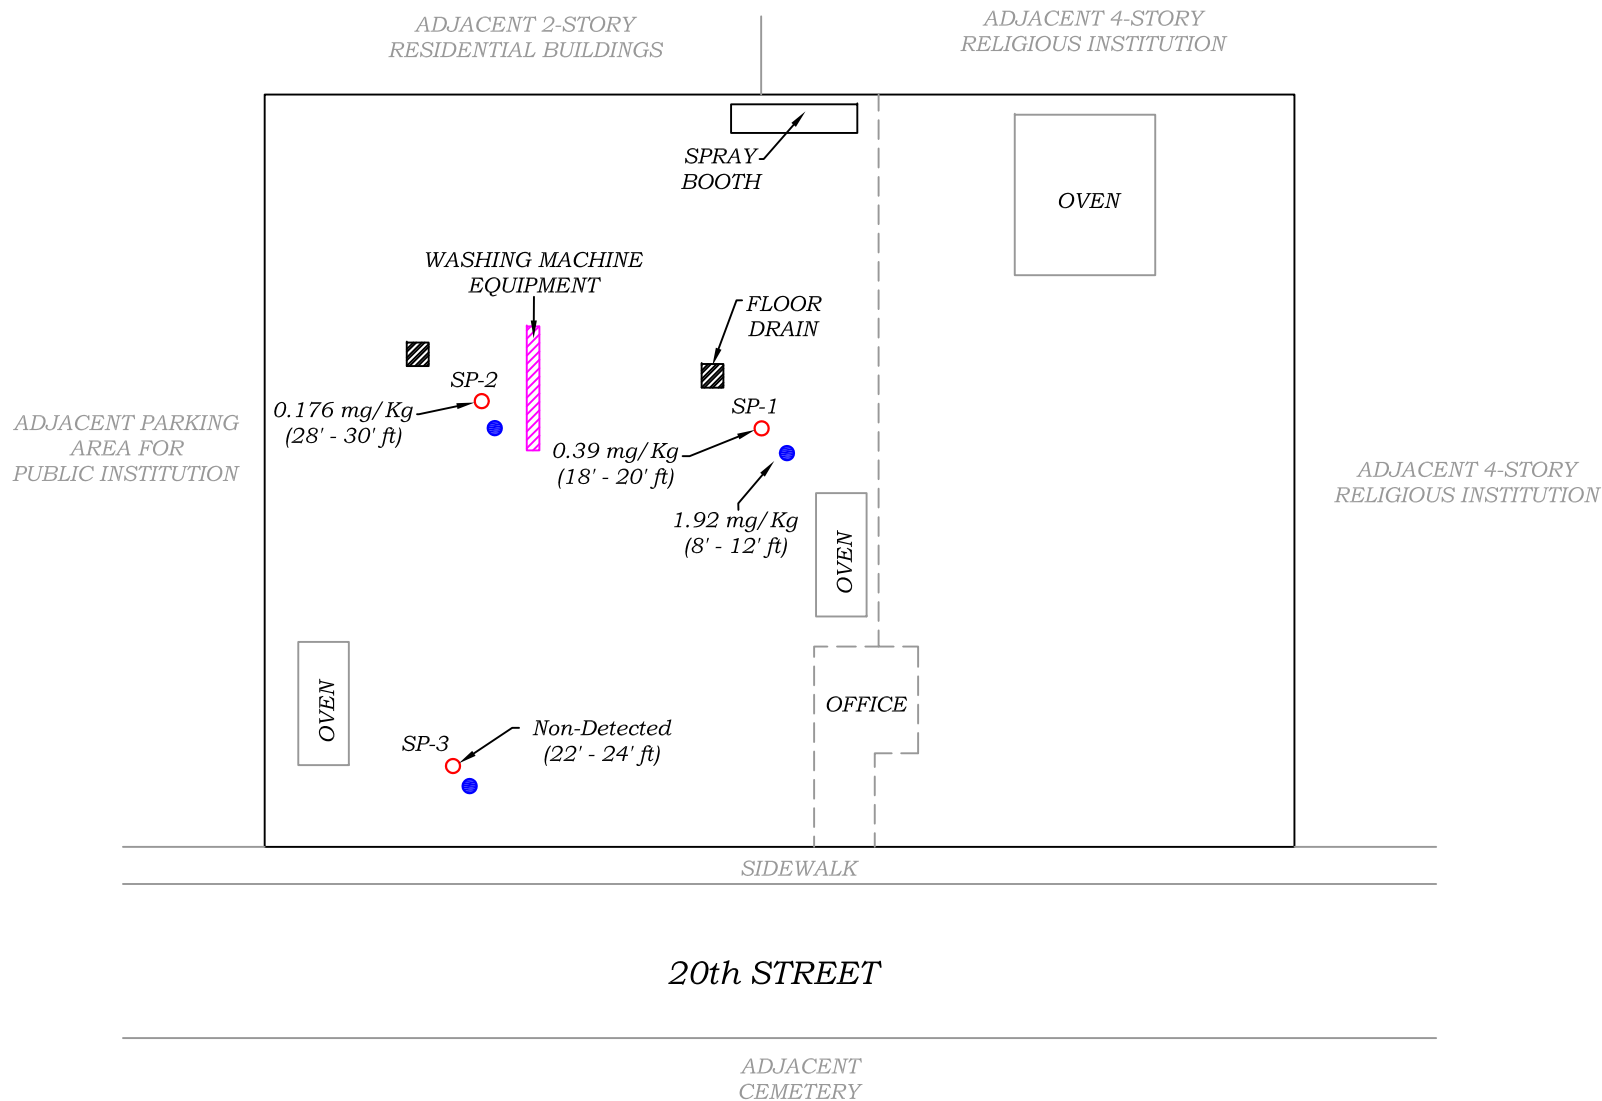 ADJACENT 2-STORY
RESIDENTIAL BUILDINGS
ADJACENT 4-STORY
RELIGIOUS INSTITUTION
SPRAY
BOOTH
OVEN
WASHING MACHINE
EQUIPMENT
FLOOR
DRAIN
SP-2
0.176 mg/Kg
(28' - 30' ft)
SP-1
0.39 mg/Kg
(18' - 20' ft)
1.92 mg/Kg
(8' - 12' ft)
ADJACENT PARKING
AREA FOR
PUBLIC INSTITUTION
ADJACENT 4-STORY
RELIGIOUS INSTITUTION
OVEN
OVEN
OFFICE
SP-3
Non-Detected
(22' - 24' ft)
SIDEWALK
20th STREET
ADJACENT
CEMETERY